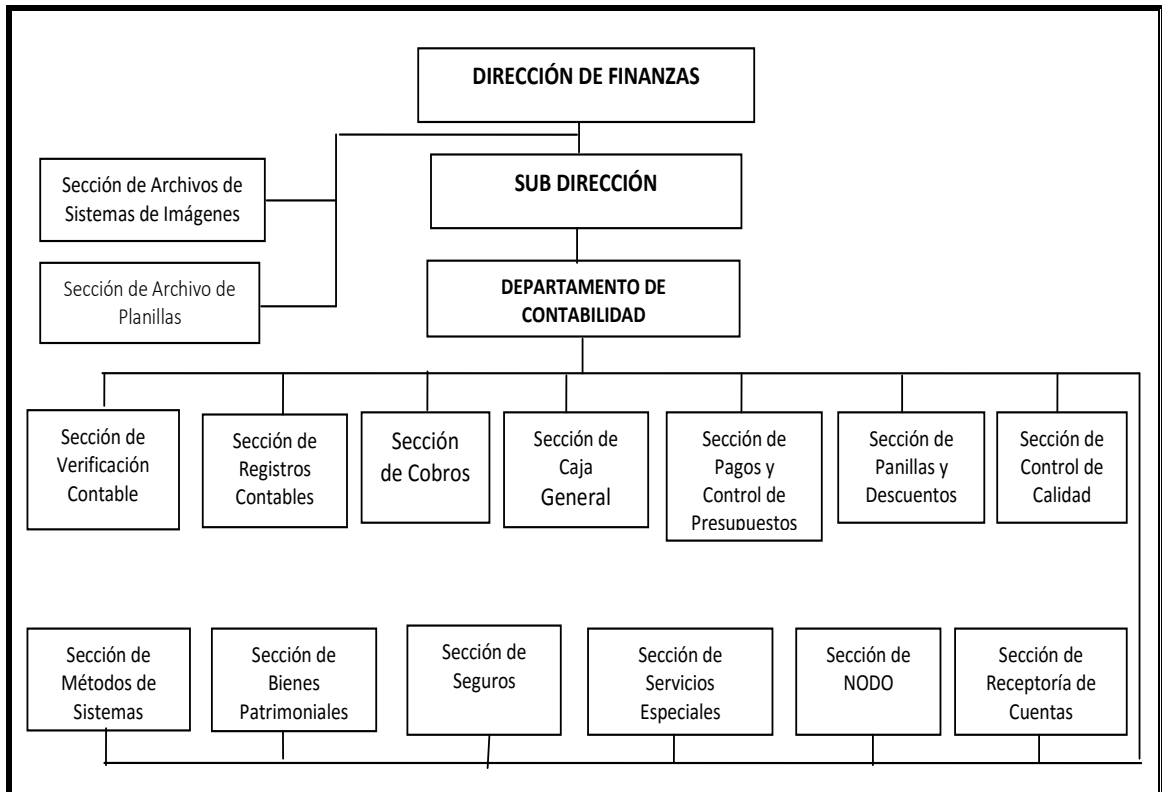 DIRECCIÓN DE FINANZAS
Sección de Archivos de
Sistemas de Imágenes
SUB DIRECCIÓN
Sección de Archivo de
Planillas
DEPARTAMENTO DE
CONTABILIDAD
Sección de
Verificación
Contable
Sección de
Registros
Contables
Sección
de Cobros
Sección de
Caja
General
Sección de
Pagos y
Control de
Presupuestos
Sección de
Panillas y
Descuentos
Sección de
Control de
Calidad
Sección de
Métodos de
Sistemas
Sección de
Bienes
Patrimoniales
Sección de
Seguros
Sección de
Servicios
Especiales
Sección de
NODO
Sección de
Receptoría de
Cuentas